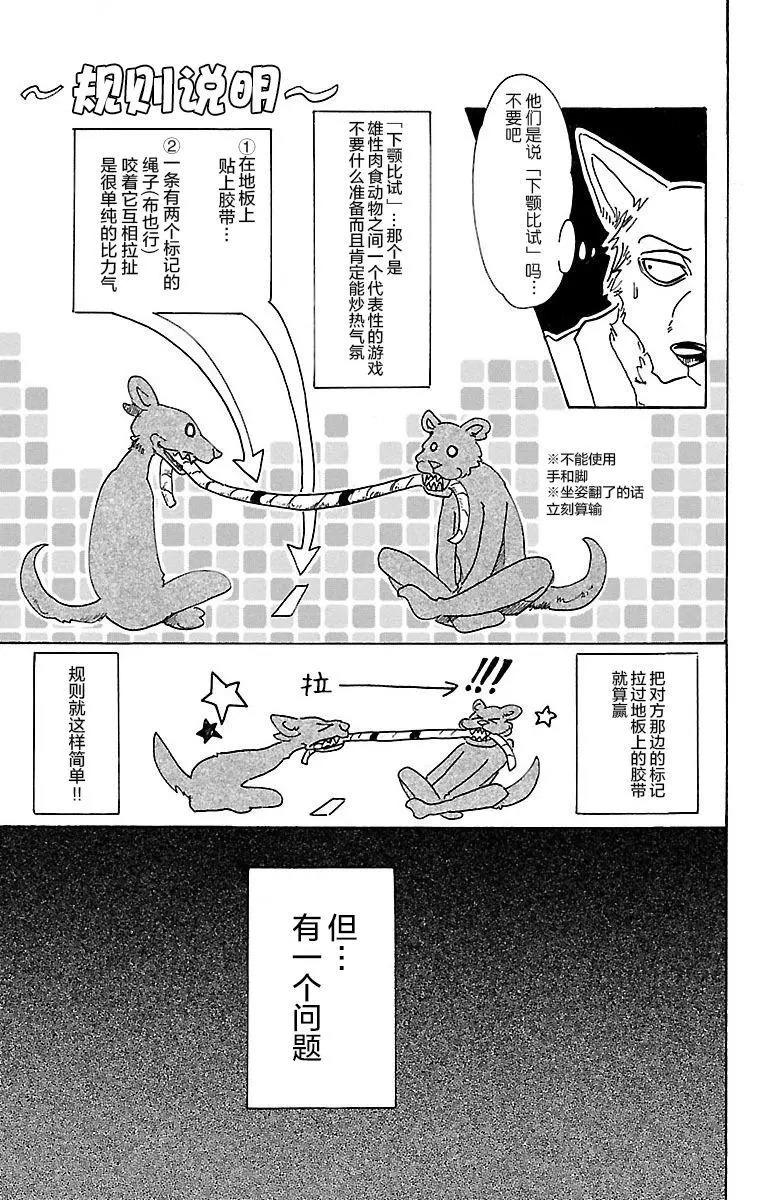 他们是说「下颚比试」吗…
不要吧
～规则说明～
「下颚比试」…那个是
雄性肉食动物之间一个代表性的游戏
不要什么准备而且肯定能炒热气氛
①在地板上
贴上胶带…
②一条有两个标记的
绳子(布也行)
咬着它互相拉扯
是很单纯的比力气
※不能使用
手和脚
※坐姿翻了的话
立刻算输
把对方那边的标记
拉过地板上的胶带
就算赢
拉
!!!
规则就这样简单!!
但…
有一个问题